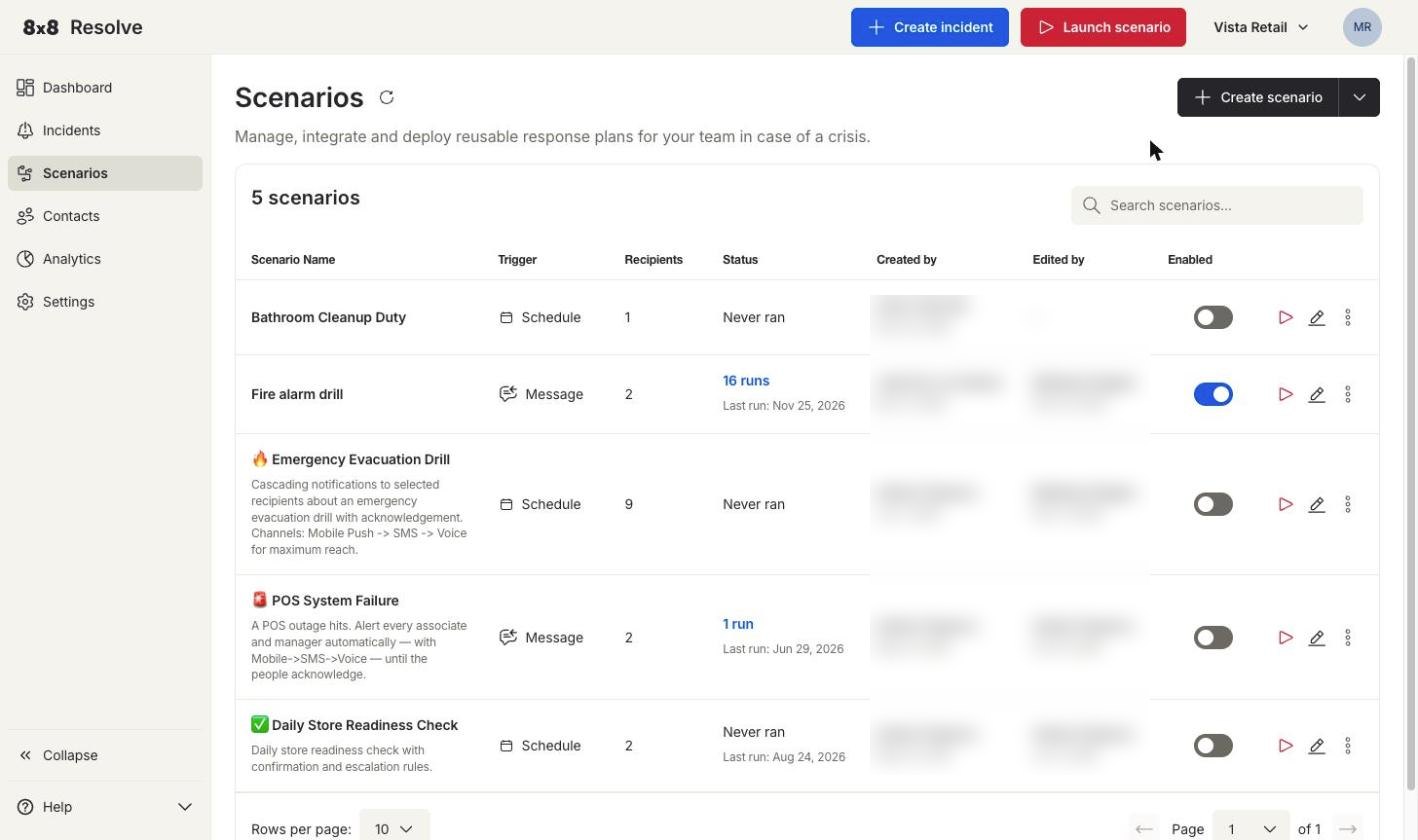 8x8 Resolve
Create incident
Launch scenario
Vista Retail
MR
Dashboard
Incidents
Scenarios
Contacts
Analytics
Settings
Collapse
Help
Scenarios
Create scenario
Manage, integrate and deploy reusable response plans for your team in case of a crisis.
5 scenarios
Search scenarios...
Scenario Name Trigger Recipients Status Created by Edited by Enabled
Bathroom Cleanup Duty Schedule 1 Never ran
Fire alarm drill Message 2 16 runs
Last run: Nov 25, 2026
🔥 Emergency Evacuation Drill
Cascading notifications to selected
recipients about an emergency
evacuation drill with acknowledgement.
Channels: Mobile Push -> SMS -> Voice
for maximum reach.
Schedule 9 Never ran
🚨 POS System Failure
A POS outage hits. Alert every associate
and manager automatically — with
Mobile->SMS->Voice — until the
people acknowledge.
Message 2 1 run
Last run: Jun 29, 2026
✅ Daily Store Readiness Check
Daily store readiness check with
confirmation and escalation rules.
Schedule 2 Never ran
Last run: Aug 24, 2026
Rows per page: 10
Page 1 of 1